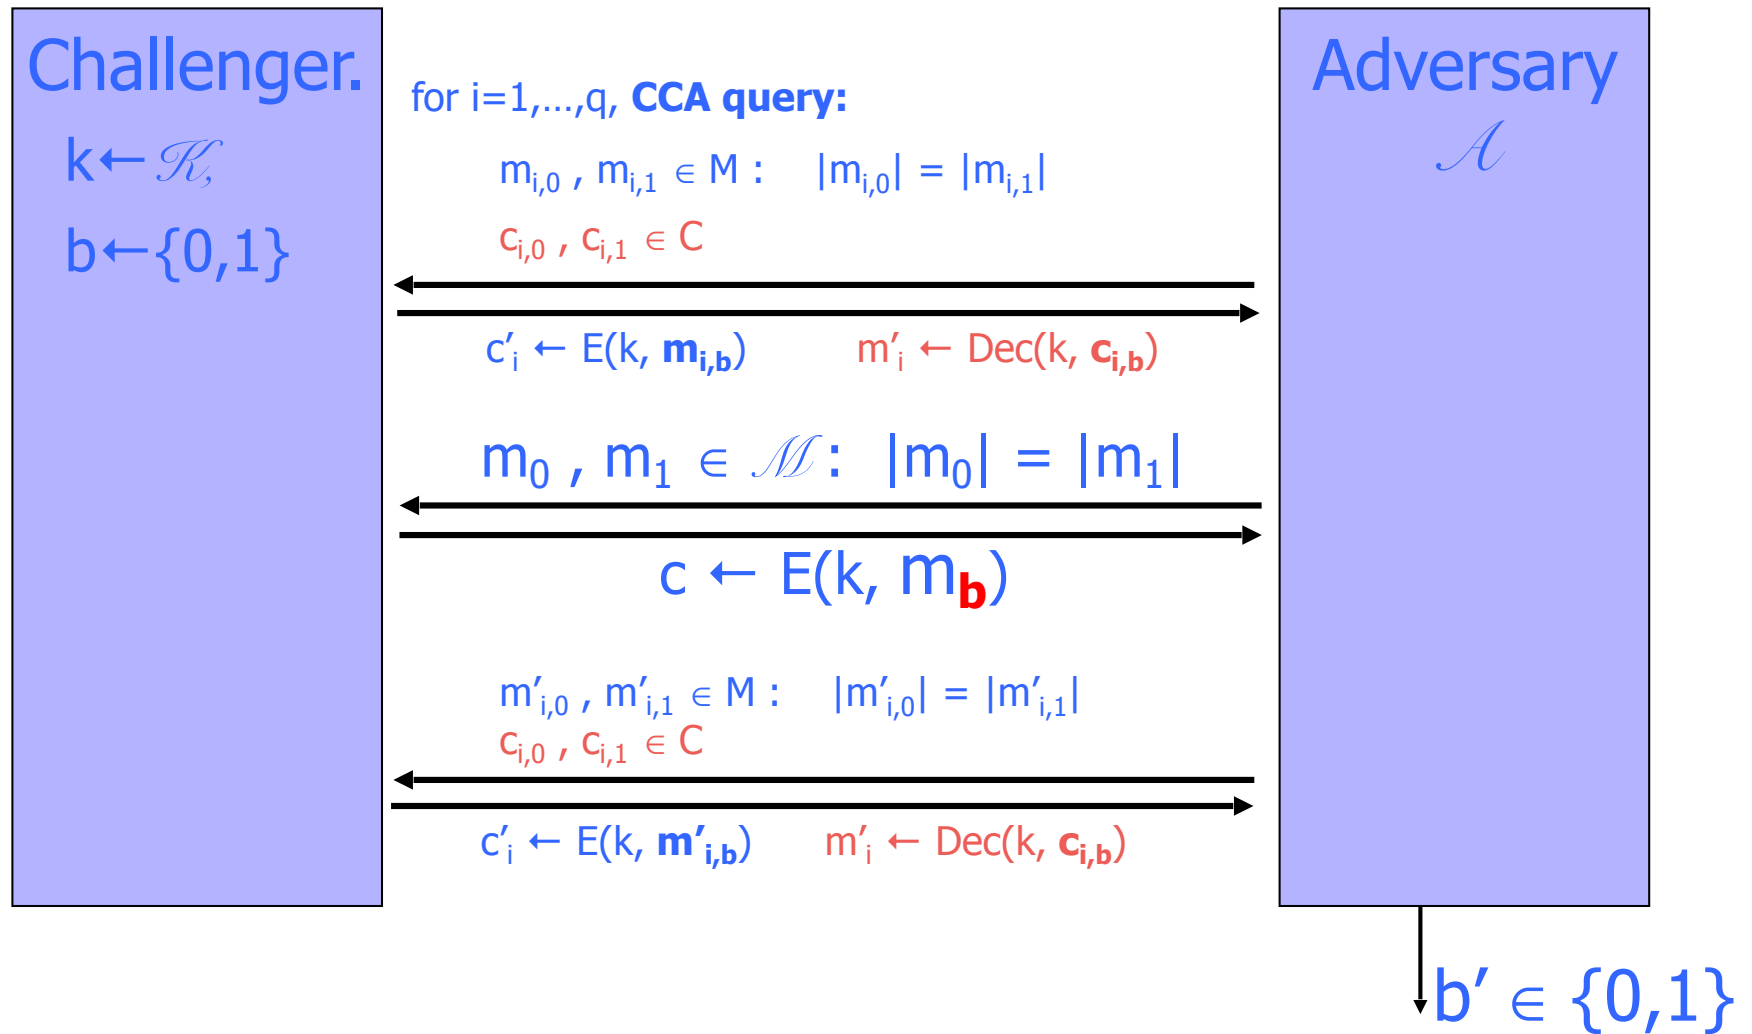 Challenger.
k←𝒦,
b←{0,1}
for i=1,…,q, CCA query:
m_{i,0} , m_{i,1} ∈ M : |m_{i,0}| = |m_{i,1}|
c_{i,0} , c_{i,1} ∈ C
c′_i ← E(k, m_{i,b}) m′_i ← Dec(k, c_{i,b})
m_0 , m_1 ∈ ℳ : |m_0| = |m_1|
c ← E(k, m_b)
m′_{i,0} , m′_{i,1} ∈ M : |m′_{i,0}| = |m′_{i,1}|
c_{i,0} , c_{i,1} ∈ C
c′_i ← E(k, m′_{i,b}) m′_i ← Dec(k, c_{i,b})
Adversary
𝒜
b′ ∈ {0,1}